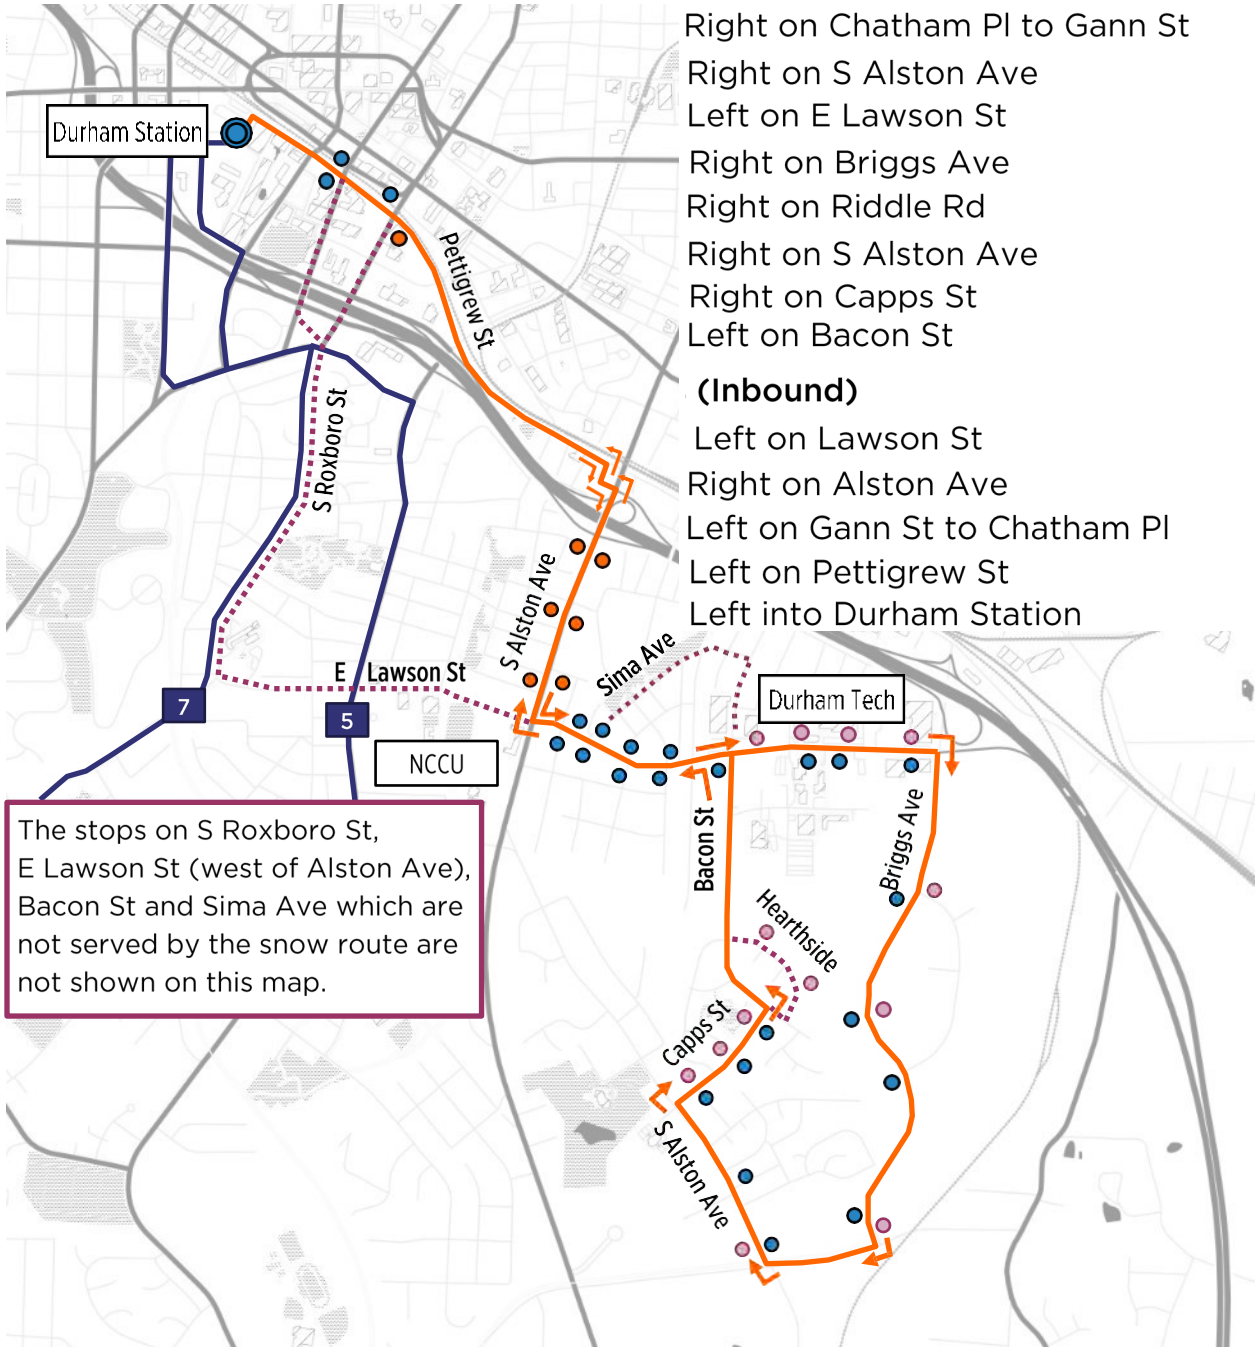 Right on Chatham Pl to Gann St
Right on S Alston Ave
Left on E Lawson St
Right on Briggs Ave
Right on Riddle Rd
Right on S Alston Ave
Right on Capps St
Left on Bacon St
(Inbound)
Left on Lawson St
Right on Alston Ave
Left on Gann St to Chatham Pl
Left on Pettigrew St
Left into Durham Station
Durham Station
Pettigrew St
S Roxboro St
S Alston Ave
Sima Ave
E Lawson St
Durham Tech
7
5
NCCU
Bacon St
Briggs Ave
Hearthside
Capps St
S Alston Ave
The stops on S Roxboro St,
E Lawson St (west of Alston Ave),
Bacon St and Sima Ave which are
not served by the snow route are
not shown on this map.